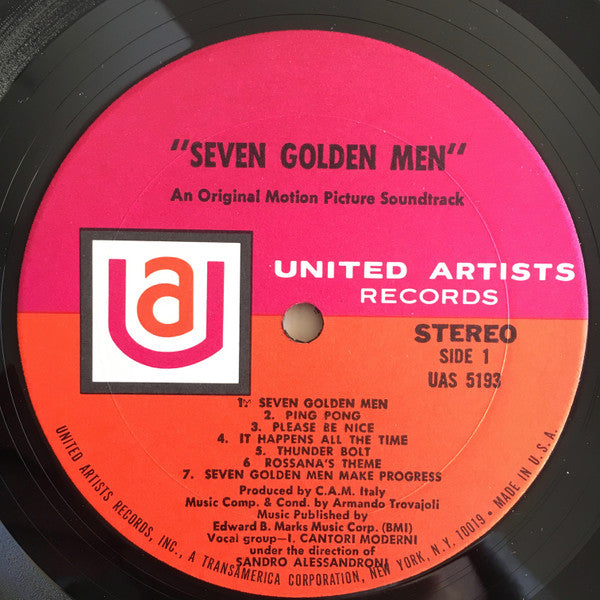 "SEVEN GOLDEN MEN"
An Original Motion Picture Soundtrack
ua
UNITED ARTISTS
RECORDS
STEREO
SIDE 1
UAS 5193
1. SEVEN GOLDEN MEN
2. PING PONG
3. PLEASE BE NICE
4. IT HAPPENS ALL THE TIME
5. THUNDER BOLT
6. ROSSANA'S THEME
7. SEVEN GOLDEN MEN MAKE PROGRESS
Produced by C.A.M. Italy
Music Comp. & Cond. by Armando Trovajoli
Music Published by
Edward B. Marks Music Corp. (BMI)
Vocal group—I. CANTORI MODERNI
under the direction of
SANDRO ALESSANDRONI
UNITED ARTISTS RECORDS, INC., A TRANSAMERICA CORPORATION, NEW YORK, N.Y. 10019 • MADE IN U.S.A.